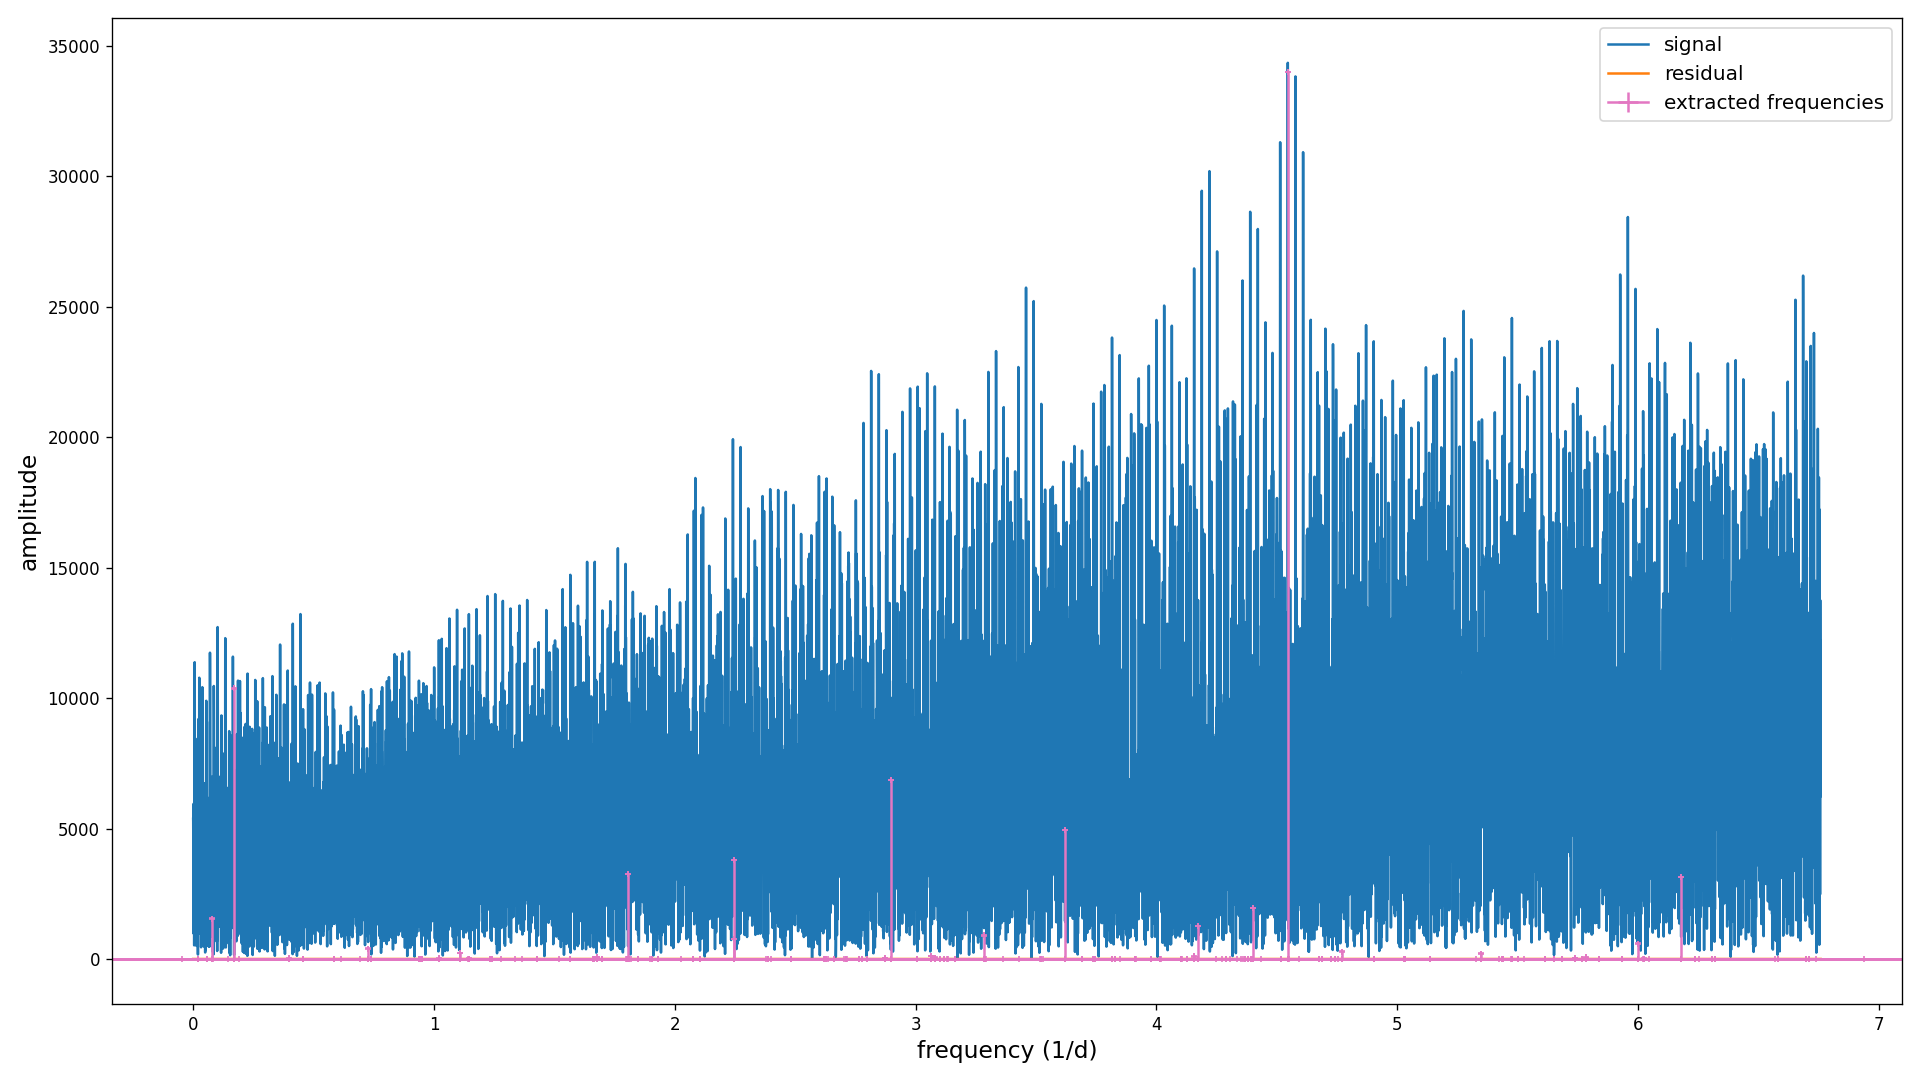 35000
30000
25000
20000
15000
10000
5000
0
amplitude
signal
residual
extracted frequencies
0 1 2 3 4 5 6 7
frequency (1/d)